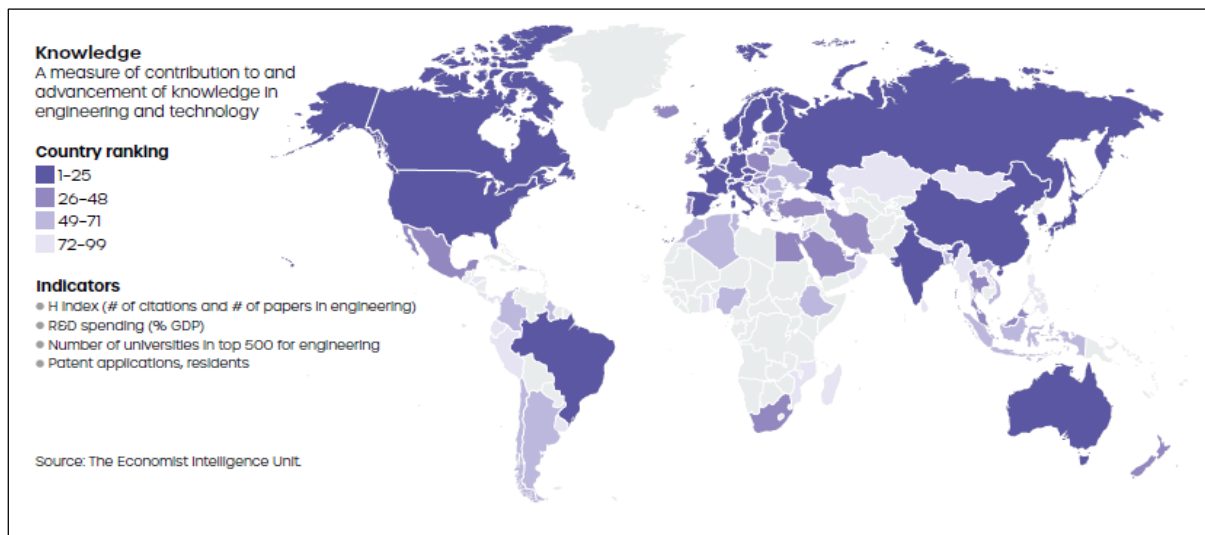 Knowledge
A measure of contribution to and
advancement of knowledge in
engineering and technology
Country ranking
1–25
26–48
49–71
72–99
Indicators
H Index (# of citations and # of papers in engineering)
R&D spending (% GDP)
Number of universities in top 500 for engineering
Patent applications, residents
Source: The Economist Intelligence Unit.